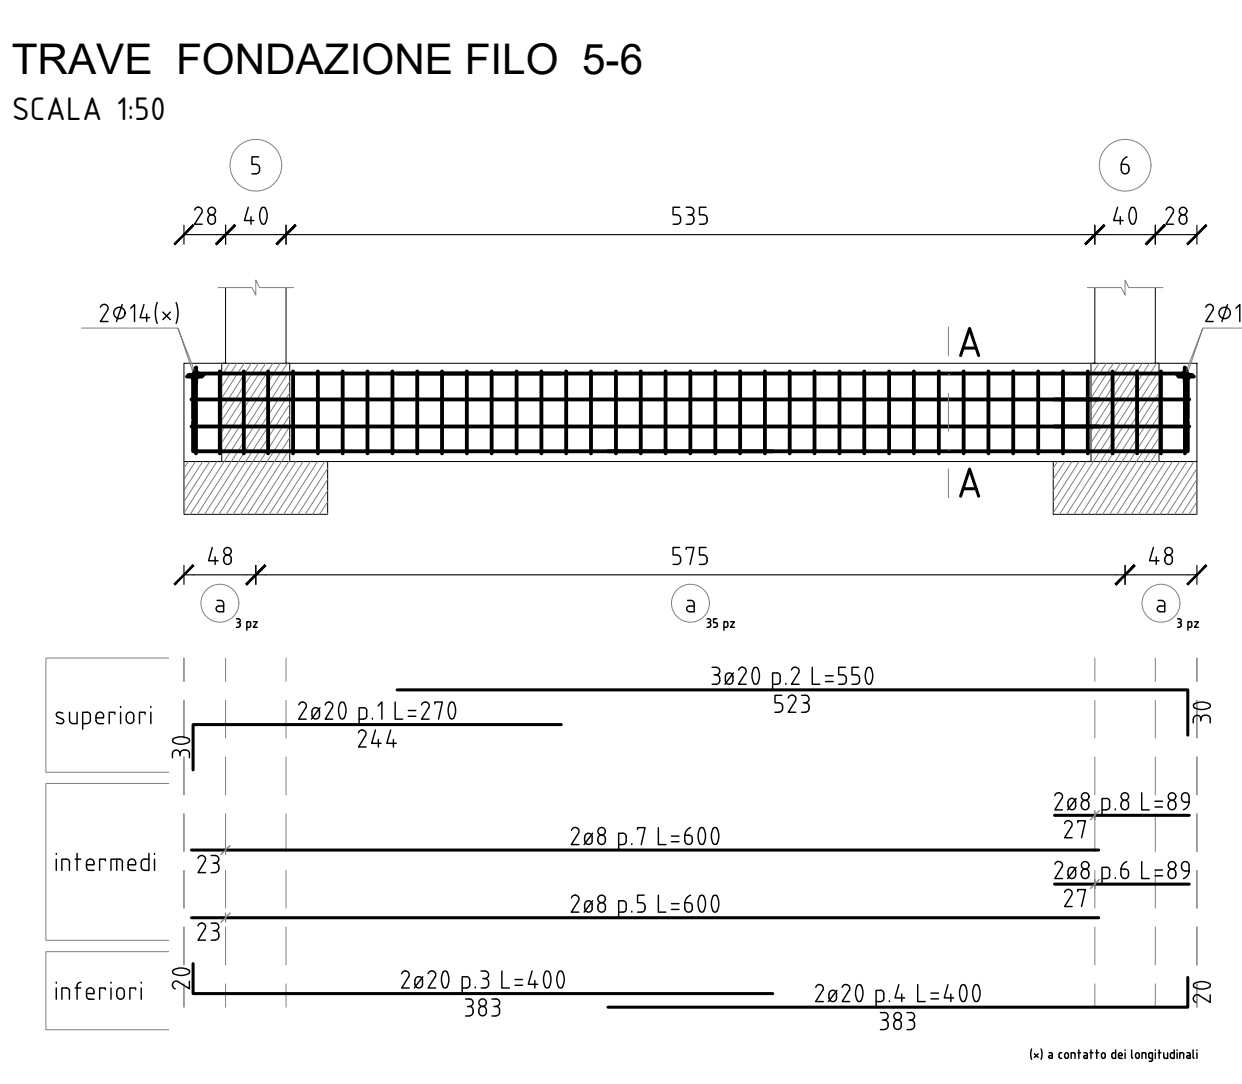 TRAVE FONDAZIONE FILO 5-6
SCALA 1:50
5 6
28 40 535 40 28
2Ø14(×) 2Ø1
A
A
48 575 48
a 3 pz a 35 pz a 3 pz
superiori
3ø20 p.2 L=550
523
30
2ø20 p.1 L=270
244
30
intermedi
2ø8 p.8 L=89
27
2ø8 p.7 L=600
23
2ø8 p.6 L=89
27
2ø8 p.5 L=600
23
inferiori
20
2ø20 p.3 L=400
383
2ø20 p.4 L=400
383
20
(×) a contatto dei longitudinali